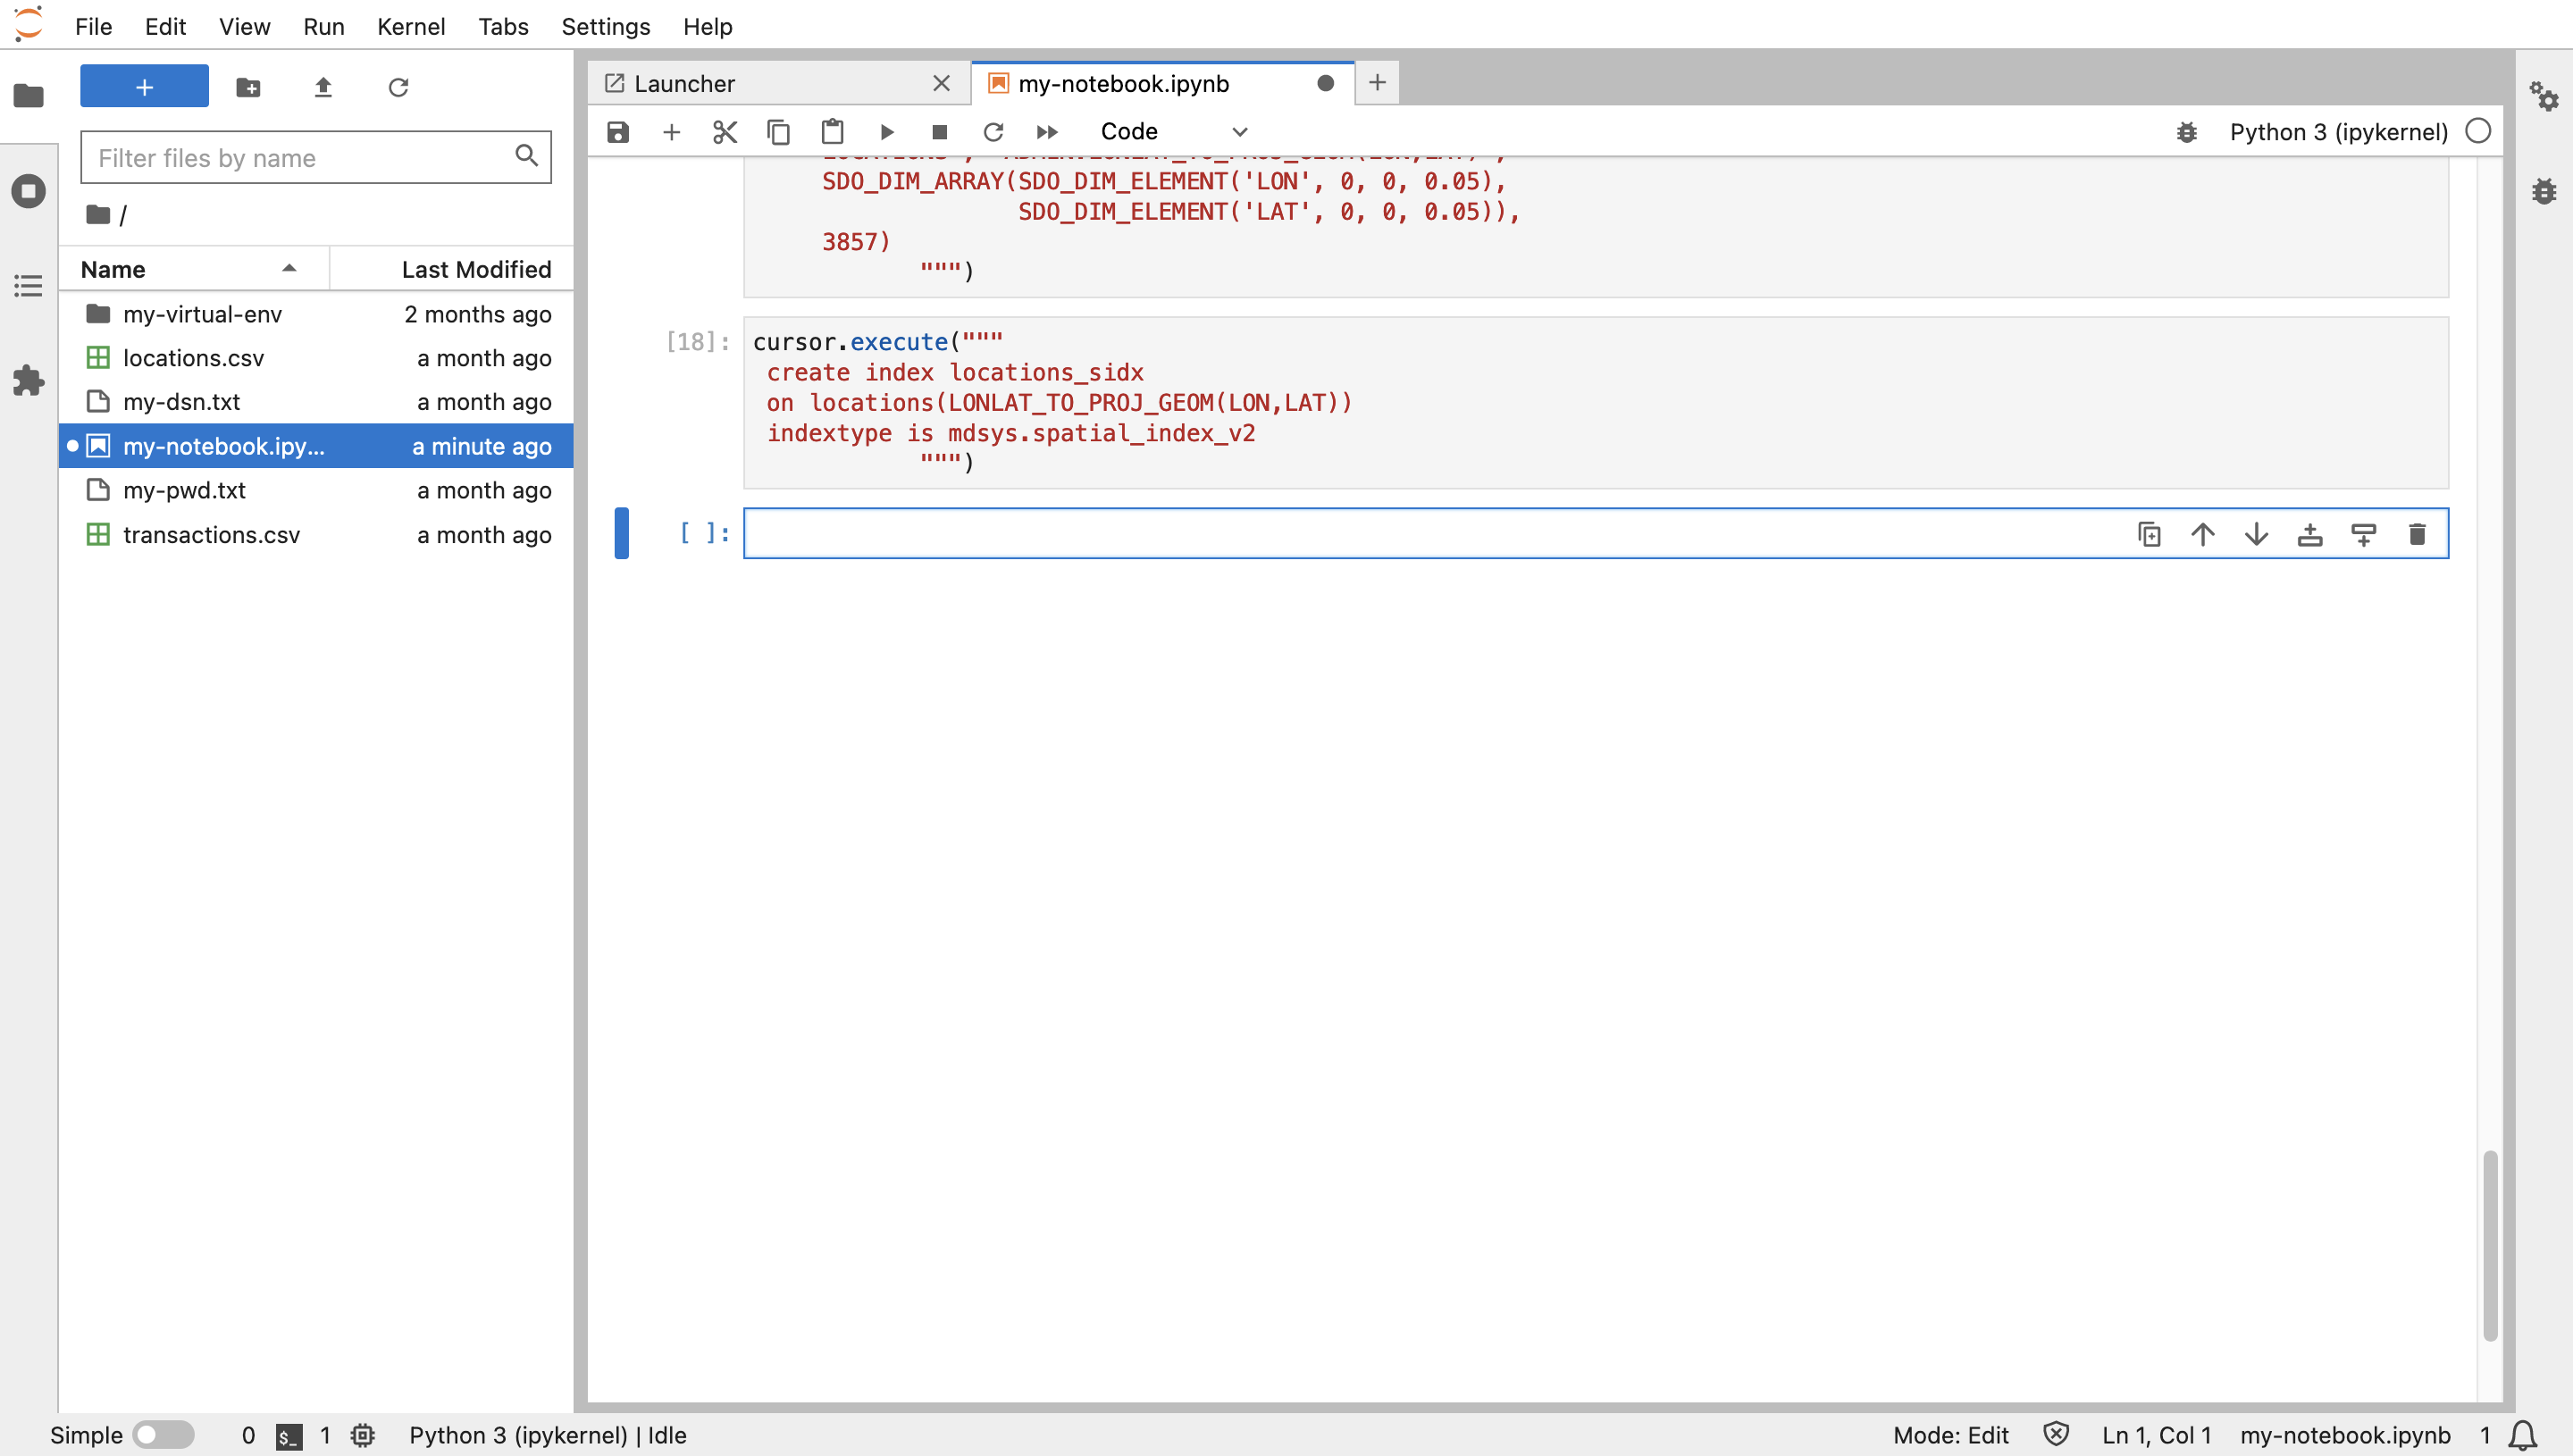 File Edit View Run Kernel Tabs Settings Help
Filter files by name
/
Name Last Modified
my-virtual-env 2 months ago
locations.csv a month ago
my-dsn.txt a month ago
my-notebook.ipy... a minute ago
my-pwd.txt a month ago
transactions.csv a month ago
Launcher my-notebook.ipynb
Code Python 3 (ipykernel)
SDO_DIM_ARRAY(SDO_DIM_ELEMENT('LON', 0, 0, 0.05),
SDO_DIM_ELEMENT('LAT', 0, 0, 0.05)),
3857)
""")
[18]: cursor.execute("""
create index locations_sidx
on locations(LONLAT_TO_PROJ_GEOM(LON,LAT))
indextype is mdsys.spatial_index_v2
""")
[ ]:
Simple 0 $_ 1 Python 3 (ipykernel) | Idle Mode: Edit Ln 1, Col 1 my-notebook.ipynb 1